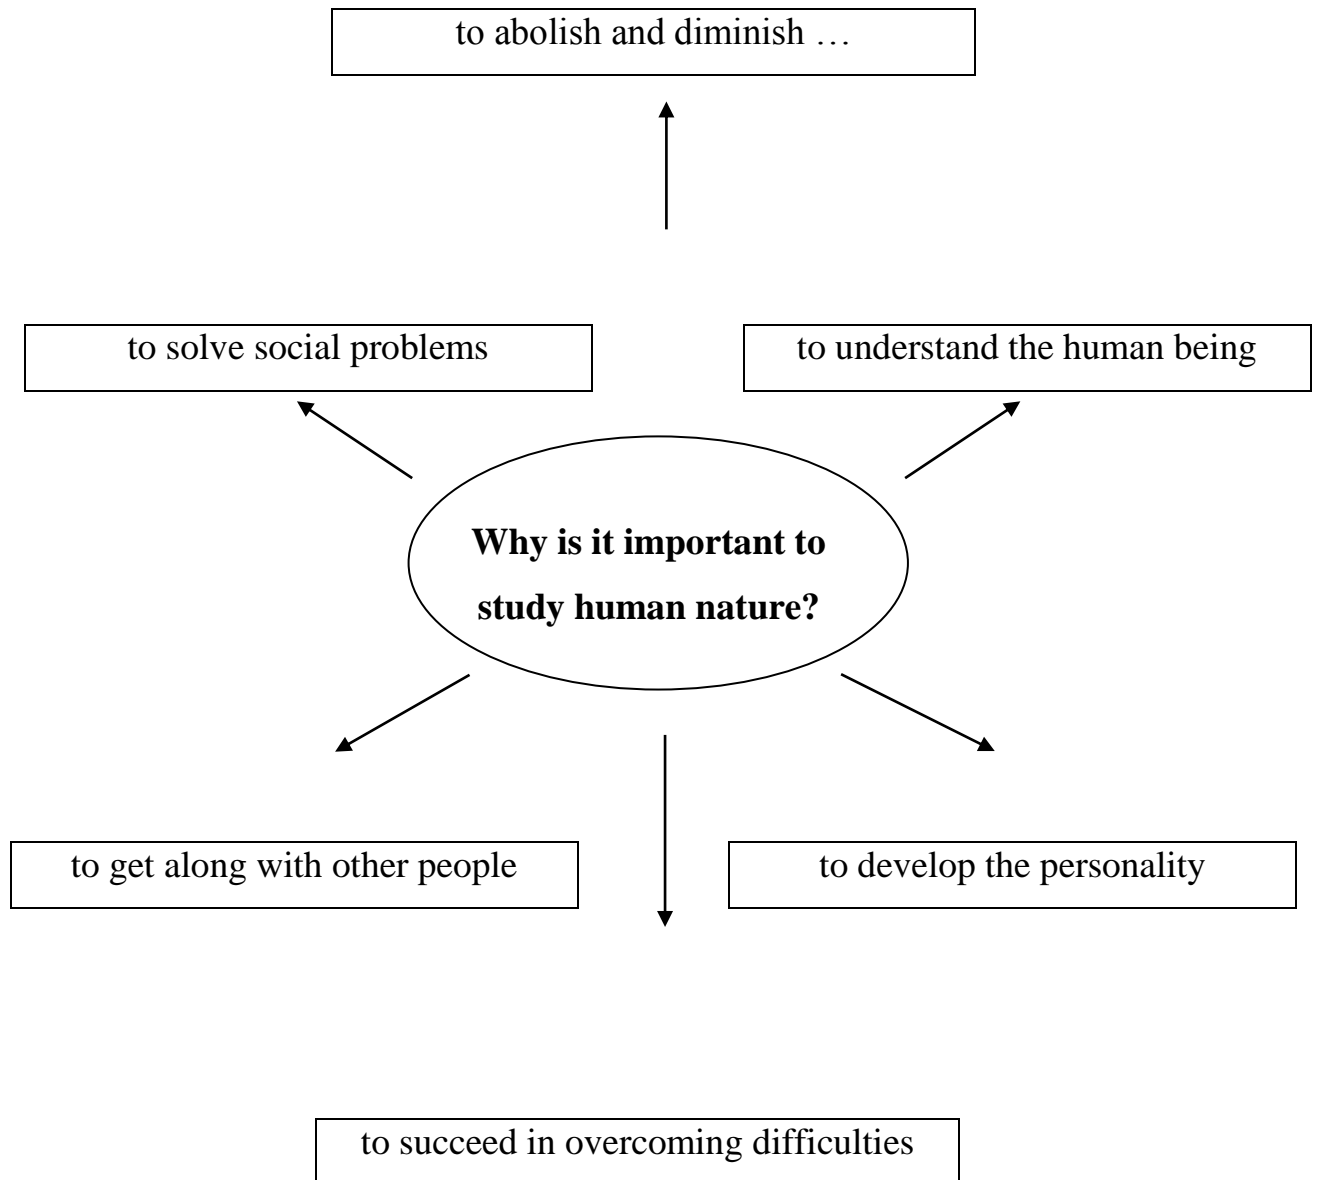 to abolish and diminish …
to solve social problems
to understand the human being
Why is it important to
study human nature?
to get along with other people
to develop the personality
to succeed in overcoming difficulties